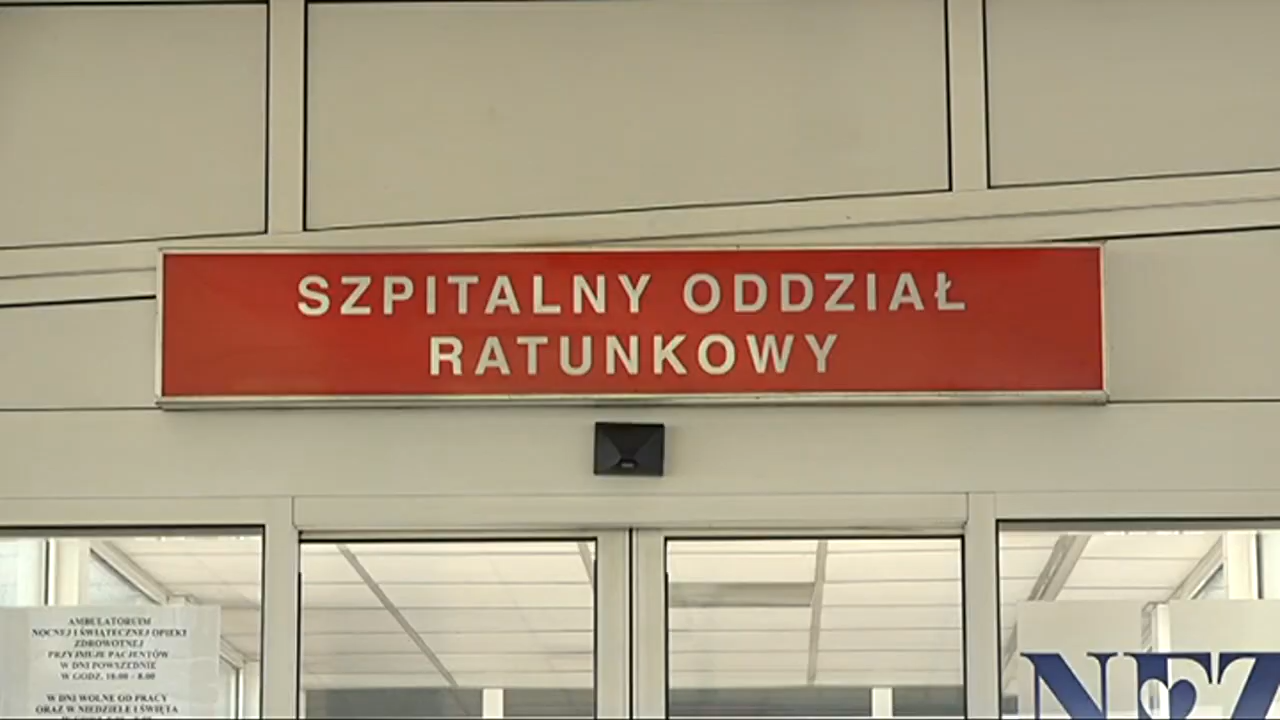 SZPITALNY ODDZIAŁ
RATUNKOWY
AMBULATORUIM
NOCNEJ I ŚWIĄTECZNEJ OPIEKI
ZDROWOTNEJ
PRZYJMUJE PACJENTÓW
W DNI POWSZEDNIE
W GODZ. 18.00 - 8.00
W DNI WOLNE OD PRACY
ORAZ W NIEDZIELE I ŚWIĘTA
NFZ